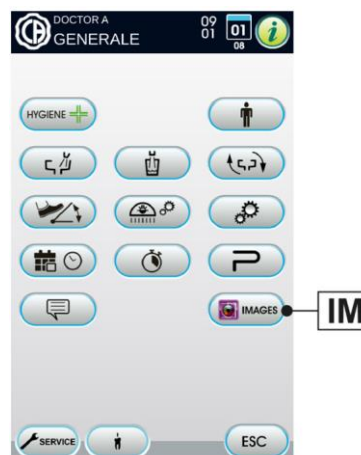 DOCTOR A
GENERALE
09
01
01
08
i
HYGIENE
IMAGES
IM
SERVICE
ESC